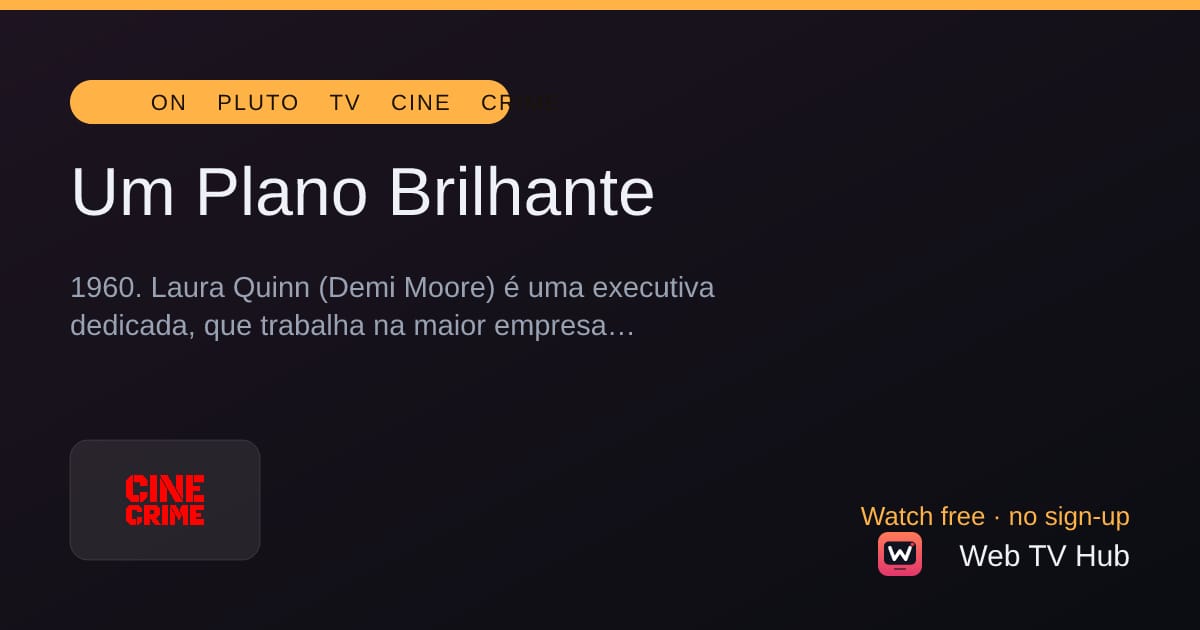 ON PLUTO TV CINE CRIME
Um Plano Brilhante
1960. Laura Quinn (Demi Moore) é uma executiva
dedicada, que trabalha na maior empresa…
CINE
CRIME
Watch free · no sign-up
W
Web TV Hub